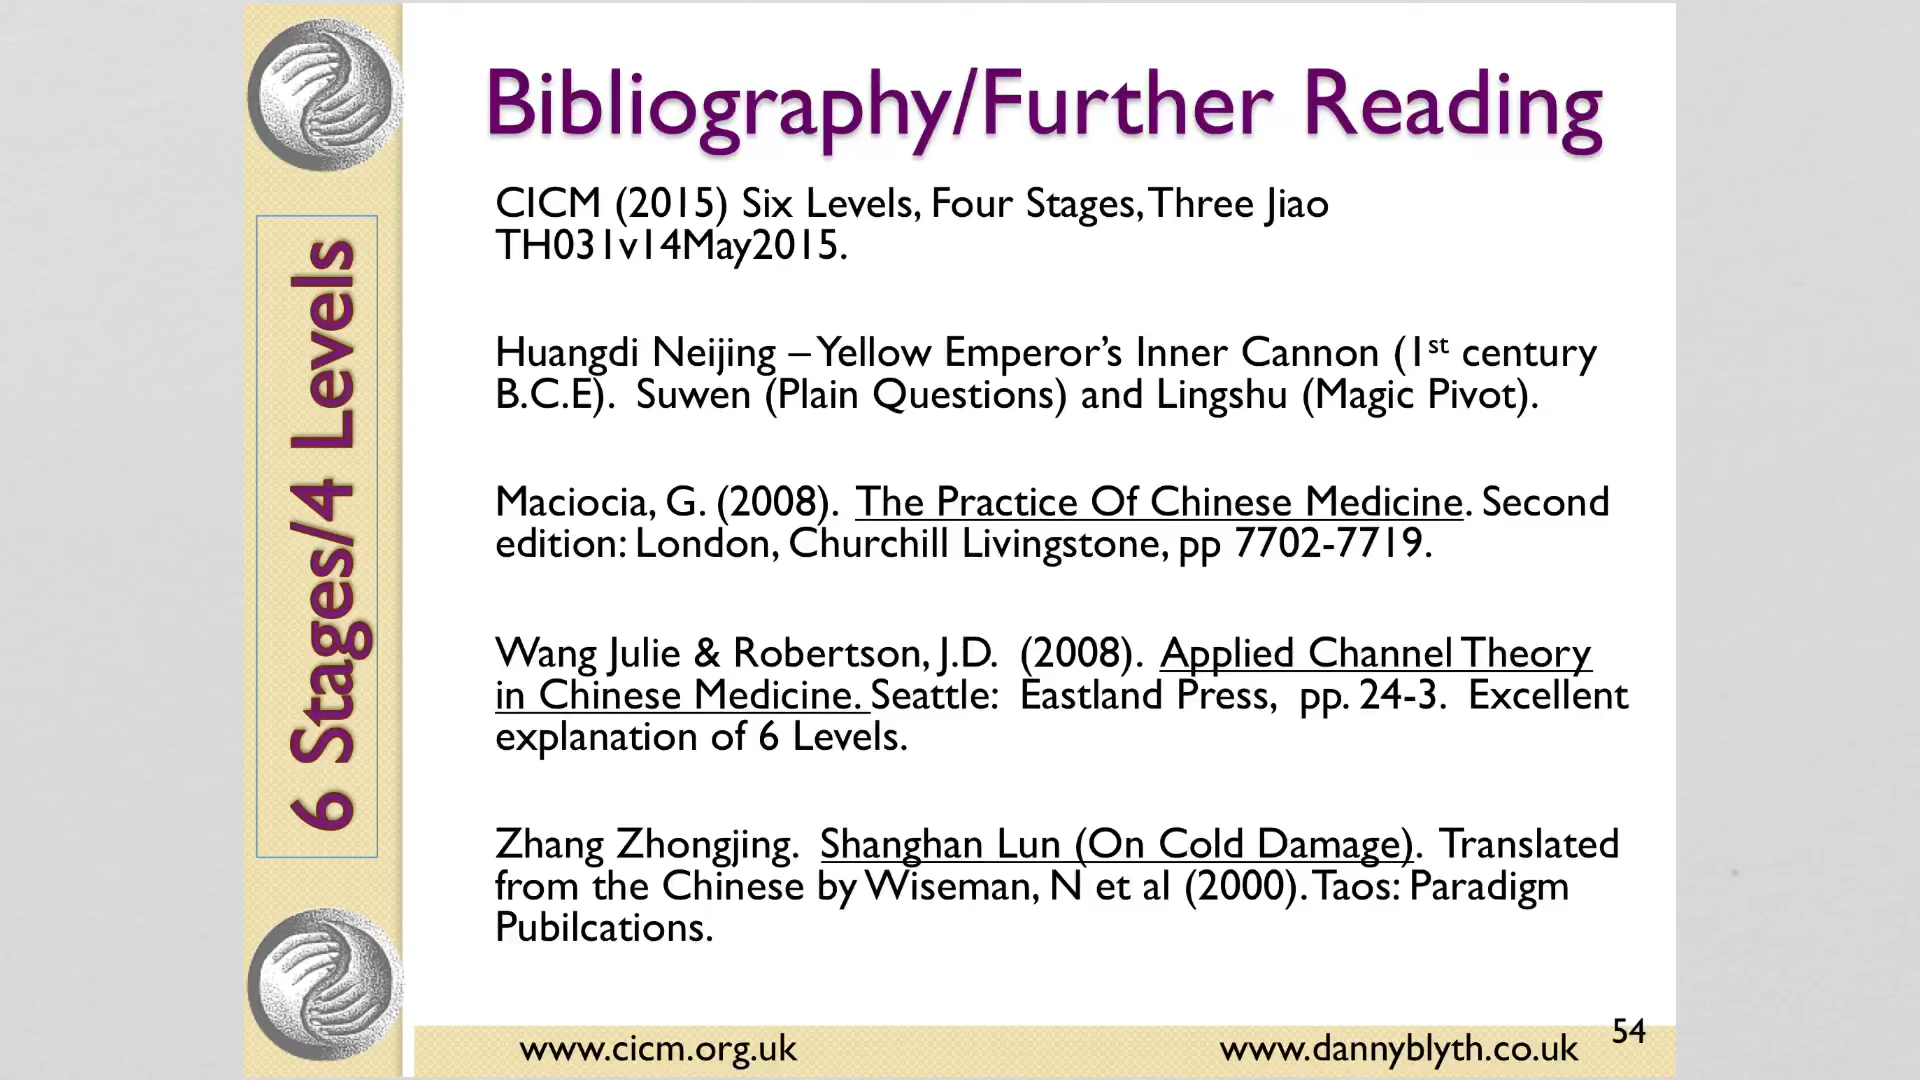 Bibliography/Further Reading
6 Stages/4 Levels
CICM (2015) Six Levels, Four Stages, Three Jiao
TH031v14May2015.
Huangdi Neijing – Yellow Emperor’s Inner Cannon (1st century
B.C.E). Suwen (Plain Questions) and Lingshu (Magic Pivot).
Maciocia, G. (2008). The Practice Of Chinese Medicine. Second
edition: London, Churchill Livingstone, pp 7702-7719.
Wang Julie & Robertson, J.D. (2008). Applied Channel Theory
in Chinese Medicine. Seattle: Eastland Press, pp. 24-3. Excellent
explanation of 6 Levels.
Zhang Zhongjing. Shanghan Lun (On Cold Damage). Translated
from the Chinese by Wiseman, N et al (2000). Taos: Paradigm
Pubilcations.
www.cicm.org.uk
www.dannyblyth.co.uk
54